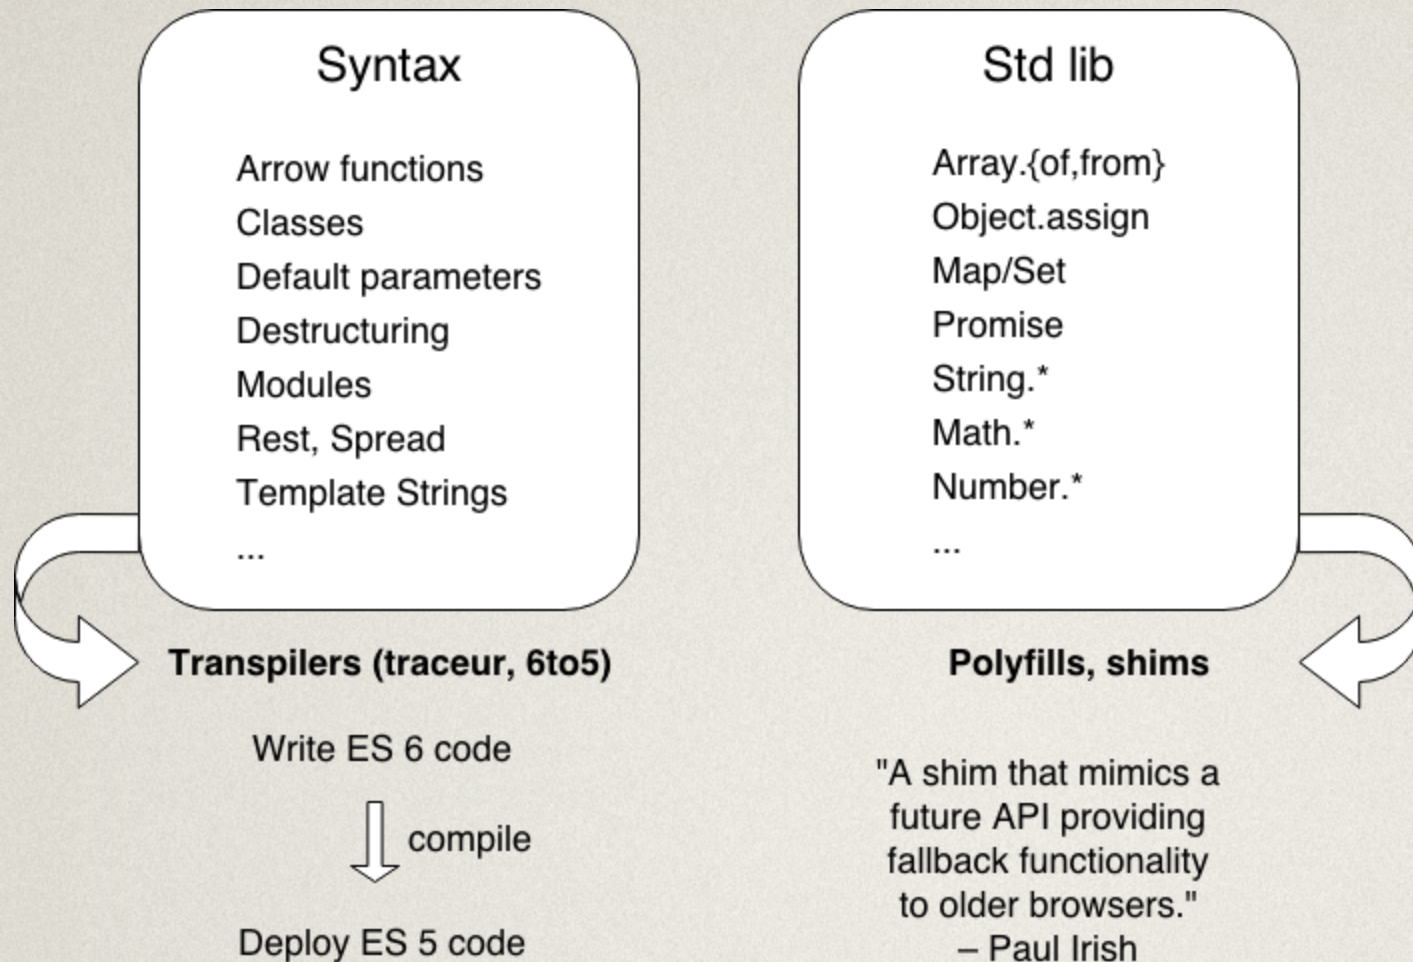 Syntax
Arrow functions
Classes
Default parameters
Destructuring
Modules
Rest, Spread
Template Strings
...
Transpilers (traceur, 6to5)
Write ES 6 code
compile
Deploy ES 5 code
Std lib
Array.{of,from}
Object.assign
Map/Set
Promise
String.*
Math.*
Number.*
...
Polyfills, shims
"A shim that mimics a
future API providing
fallback functionality
to older browsers."
– Paul Irish